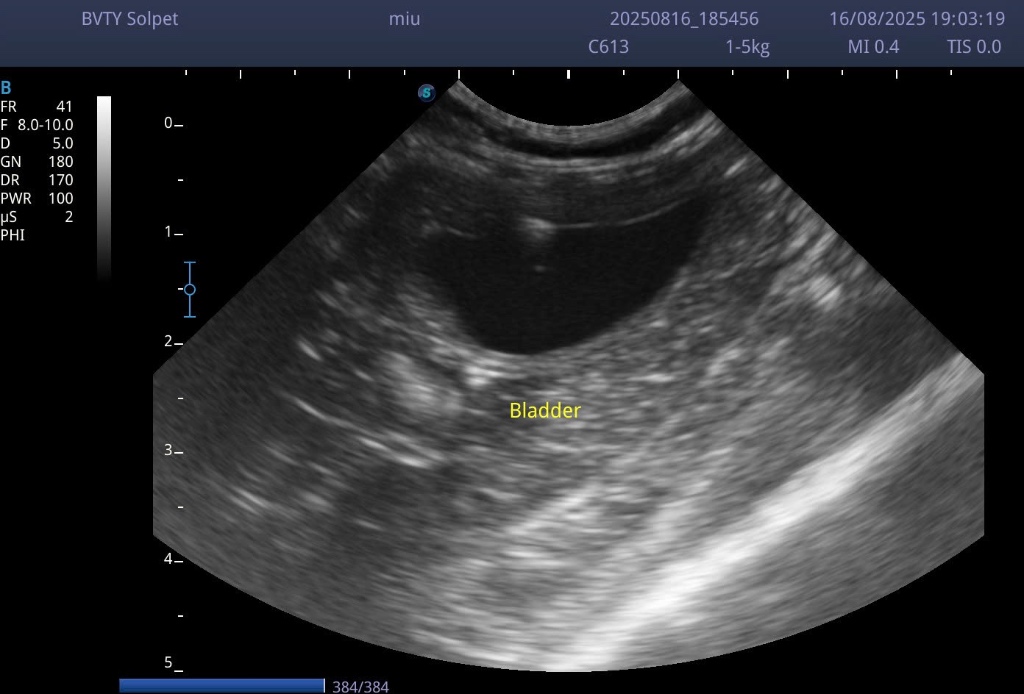 BVTY Solpet miu 20250816_185456 16/08/2025 19:03:19
C613 1-5kg MI 0.4 TIS 0.0
B
FR 41
F 8.0-10.0
D 5.0
GN 180
DR 170
PWR 100
µS 2
PHI
S
0
1
2
3
4
5
Bladder
384/384